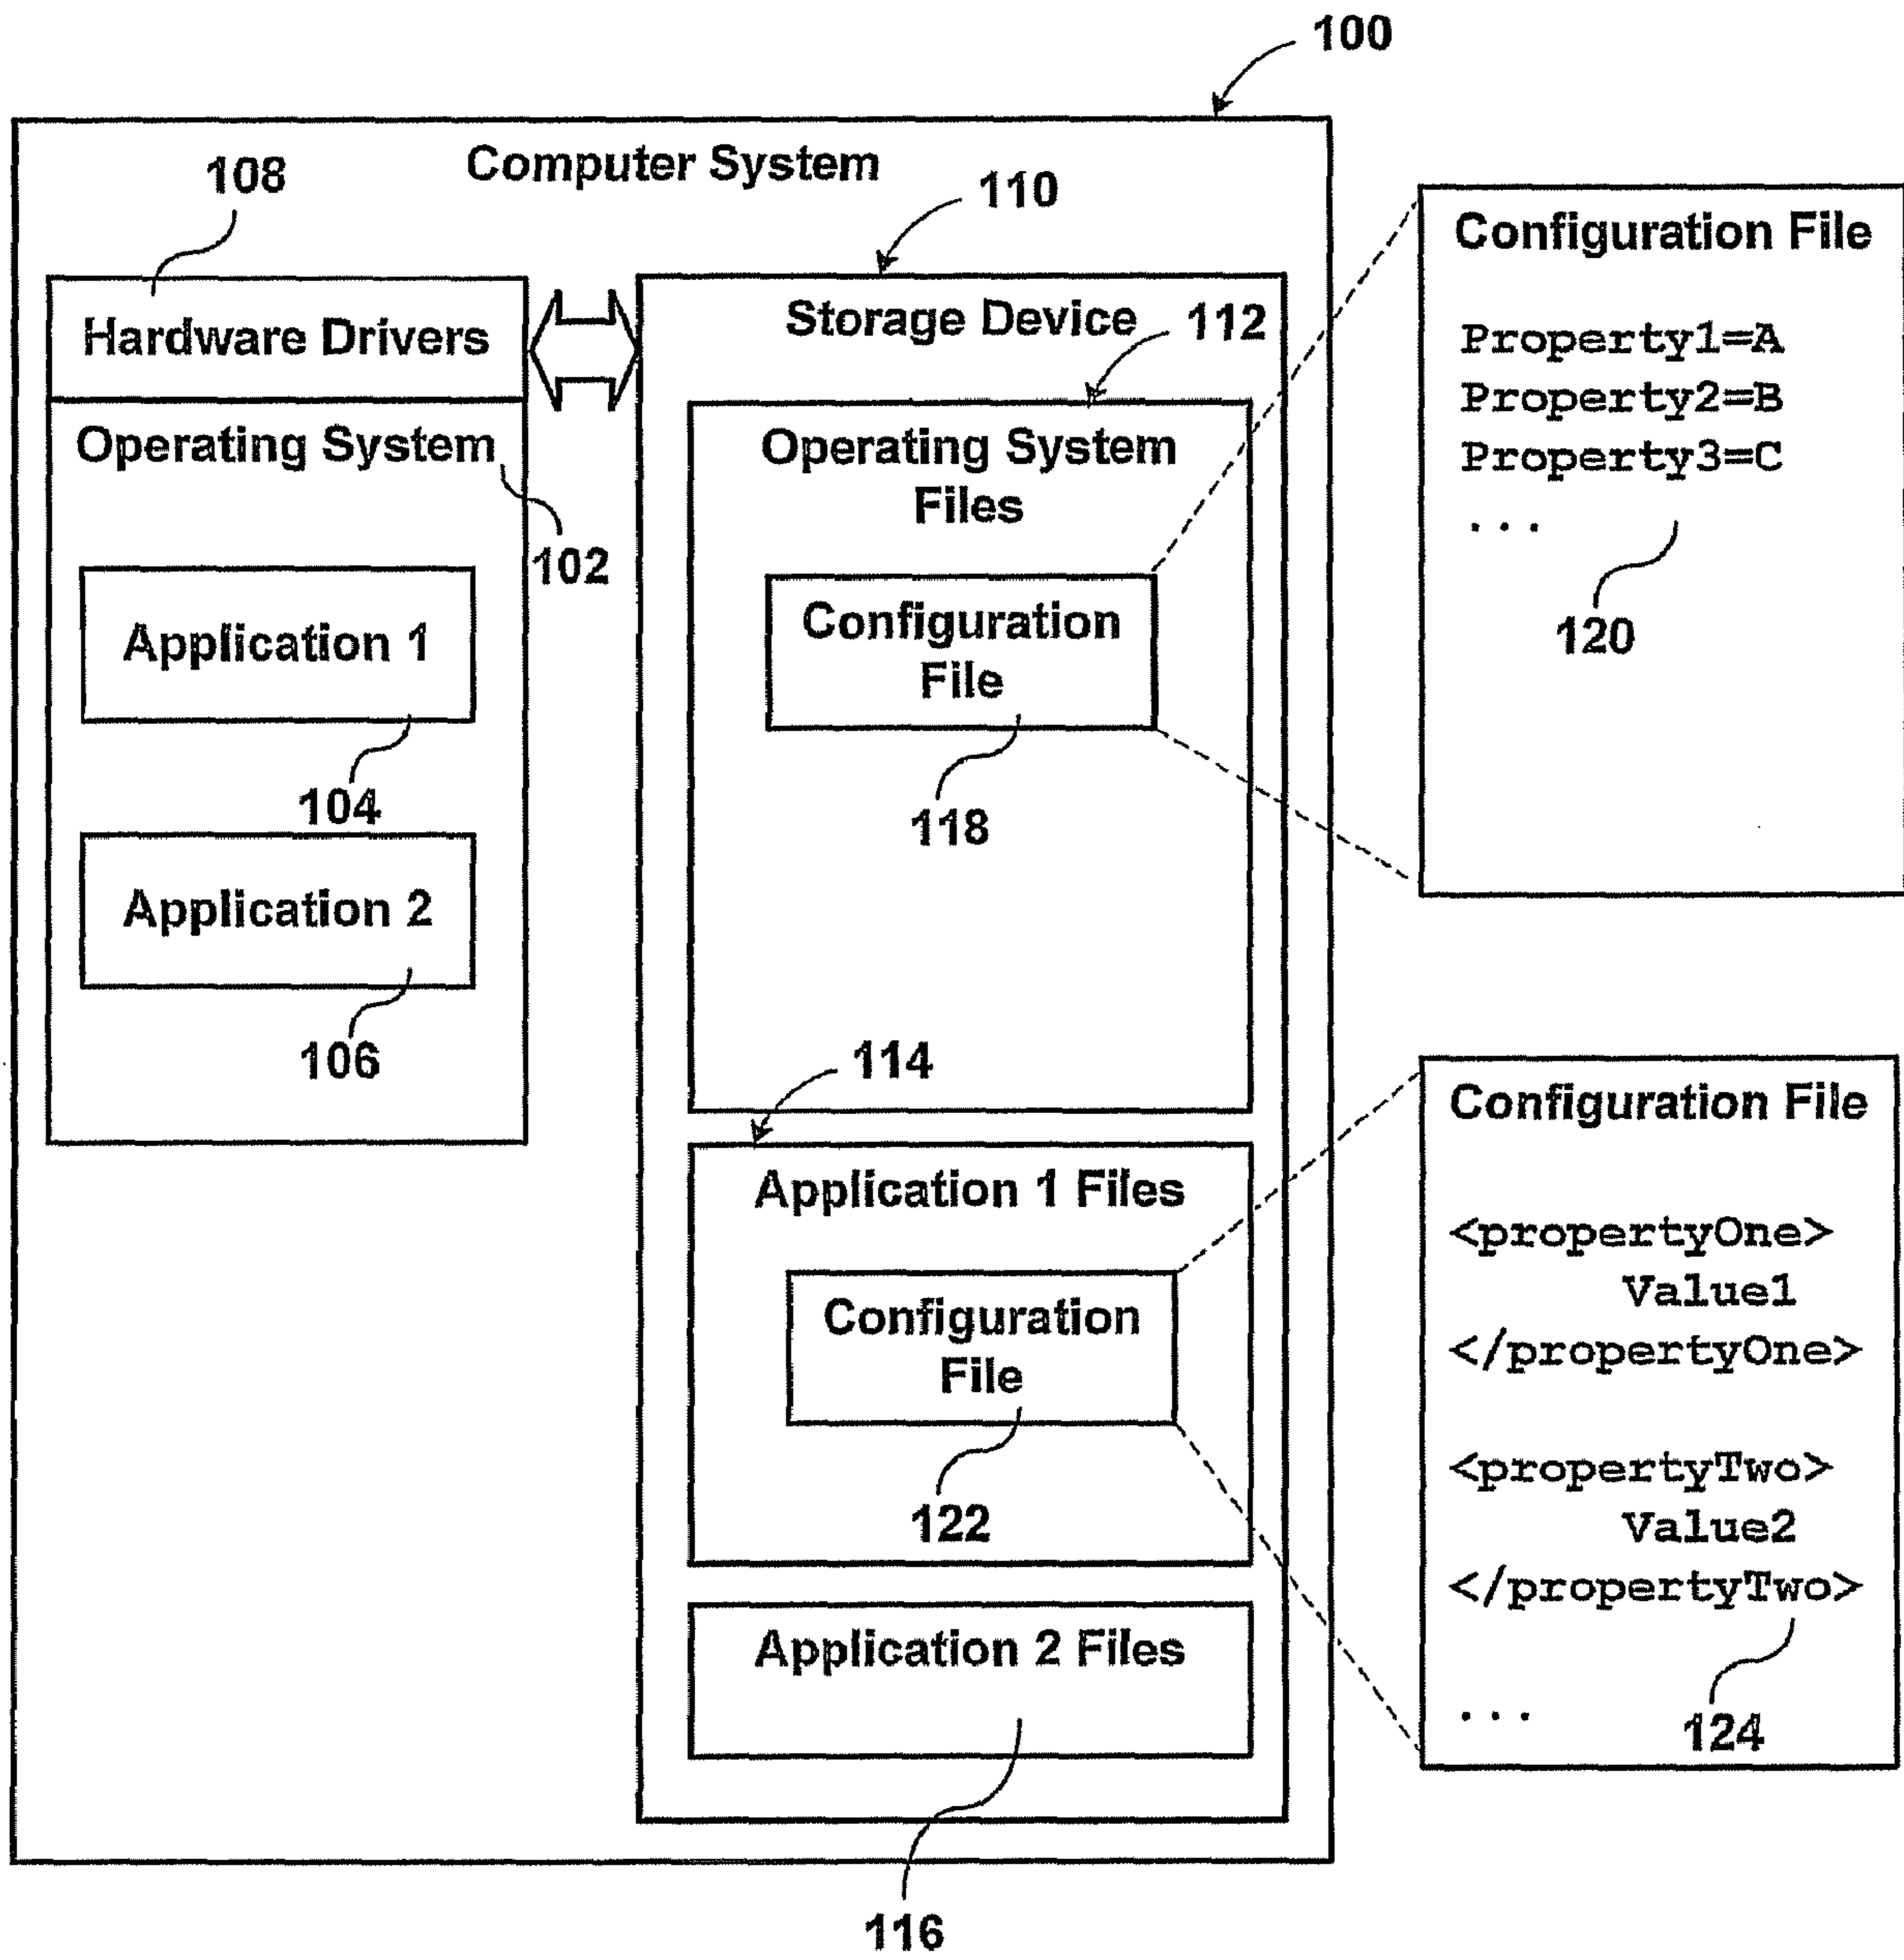 100
Computer System
108
110
Hardware Drivers
Storage Device
112
Operating System
102
Application 1
104
Application 2
106
Operating System
Files
Configuration
File
118
114
Application 1 Files
Configuration
File
122
Application 2 Files
116
Configuration File
Property1=A
Property2=B
Property3=C
...
120
Configuration File
<propertyOne>
Value1
</propertyOne>
<propertyTwo>
Value2
</propertyTwo>
...
124